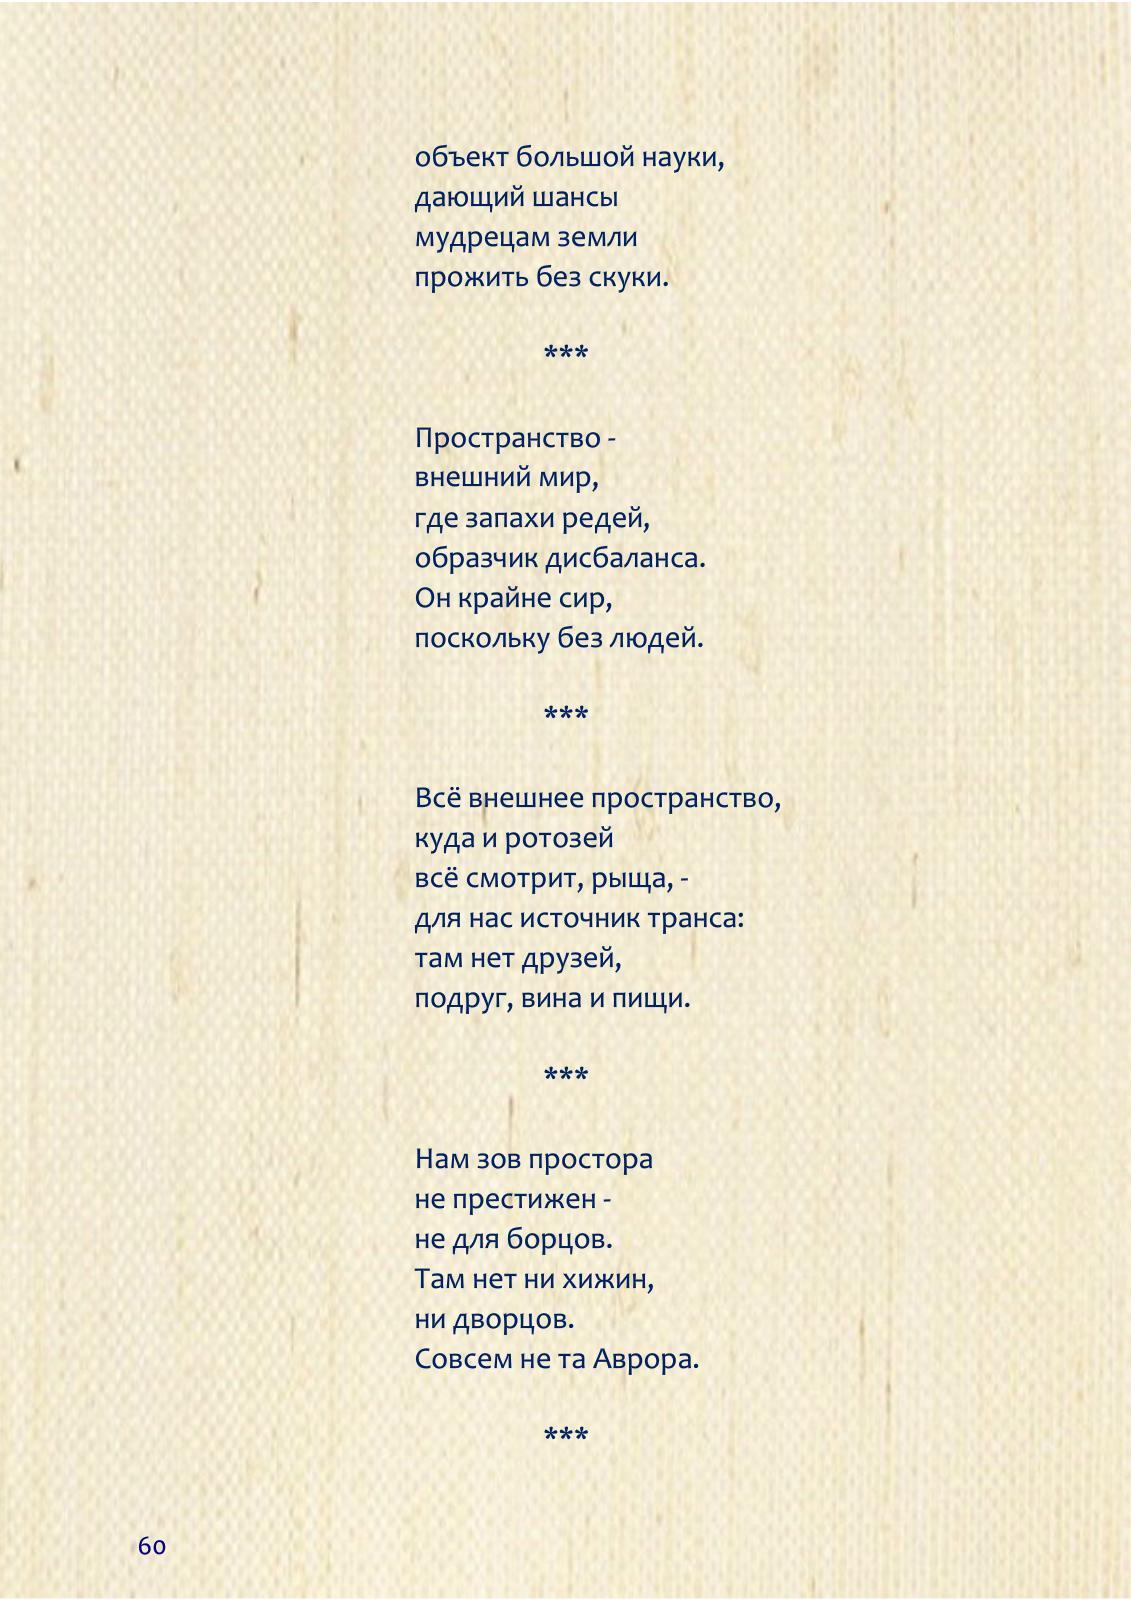 объект большой науки,
дающий шансы
мудрецам земли
прожить без скуки.
***
Пространство -
внешний мир,
где запахи редей,
образчик дисбаланса.
Он крайне сир,
поскольку без людей.
***
Всё внешнее пространство,
куда и ротозей
всё смотрит, рыща, -
для нас источник транса:
там нет друзей,
подруг, вина и пищи.
***
Нам зов простора
не престижен -
не для борцов.
Там нет ни хижин,
ни дворцов.
Совсем не та Аврора.
***
60